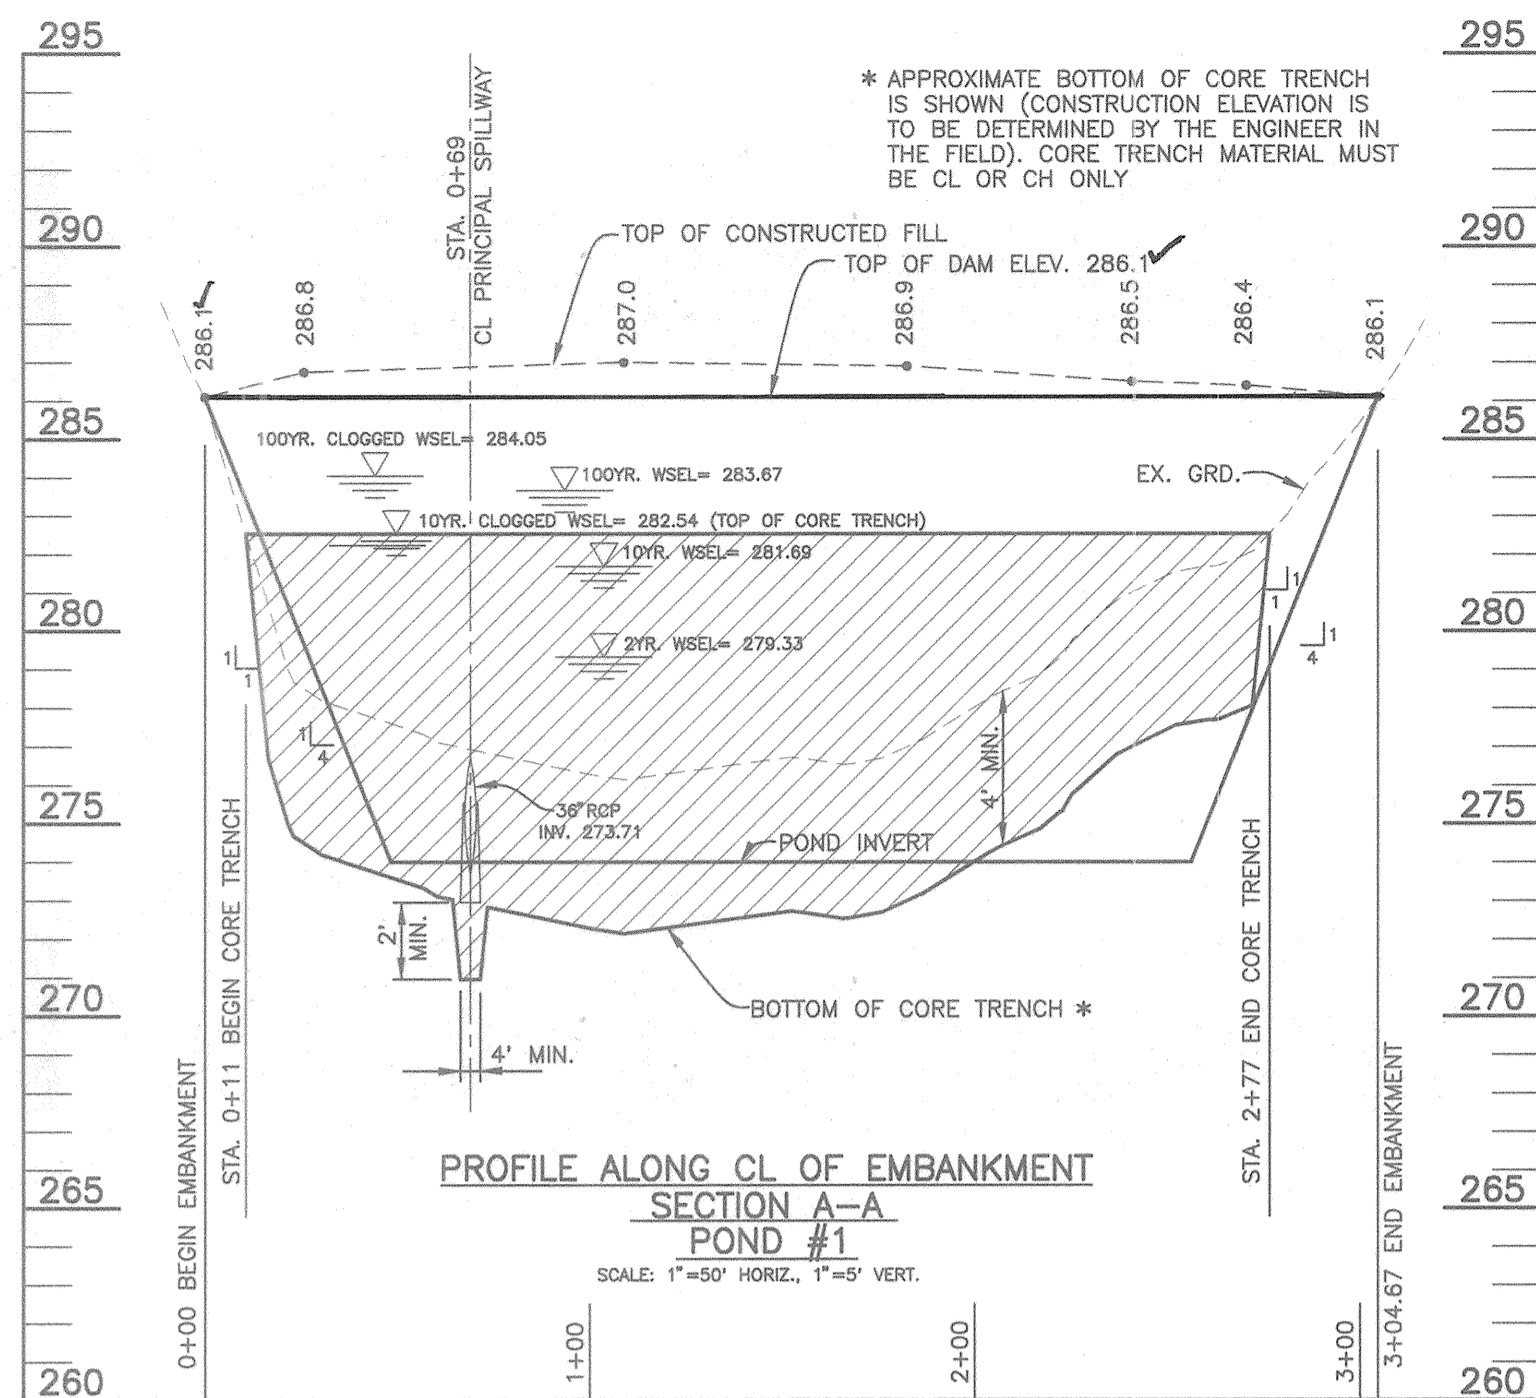 295
290
285
280
275
270
265
260
295
290
285
280
275
270
265
260
* APPROXIMATE BOTTOM OF CORE TRENCH
IS SHOWN (CONSTRUCTION ELEVATION IS
TO BE DETERMINED BY THE ENGINEER IN
THE FIELD). CORE TRENCH MATERIAL MUST
BE CL OR CH ONLY
STA. 0+69
CL PRINCIPAL SPILLWAY
TOP OF CONSTRUCTED FILL
TOP OF DAM ELEV. 286.1
286.1
286.8
287.0
286.9
286.5
286.4
286.1
100YR. CLOGGED WSEL= 284.05
100YR. WSEL= 283.67
EX. GRD.
10YR. CLOGGED WSEL= 282.54 (TOP OF CORE TRENCH)
10YR. WSEL= 281.69
1
1
2YR. WSEL= 279.33
1
4
1
1
1
4
4' MIN.
36" RCP
INV. 273.71
POND INVERT
2'
MIN.
BOTTOM OF CORE TRENCH *
4' MIN.
0+00 BEGIN EMBANKMENT
STA. 0+11 BEGIN CORE TRENCH
STA. 2+77 END CORE TRENCH
3+04.67 END EMBANKMENT
PROFILE ALONG CL OF EMBANKMENT
SECTION A-A
POND #1
SCALE: 1"=50' HORIZ., 1"=5' VERT.
1+00
2+00
3+00